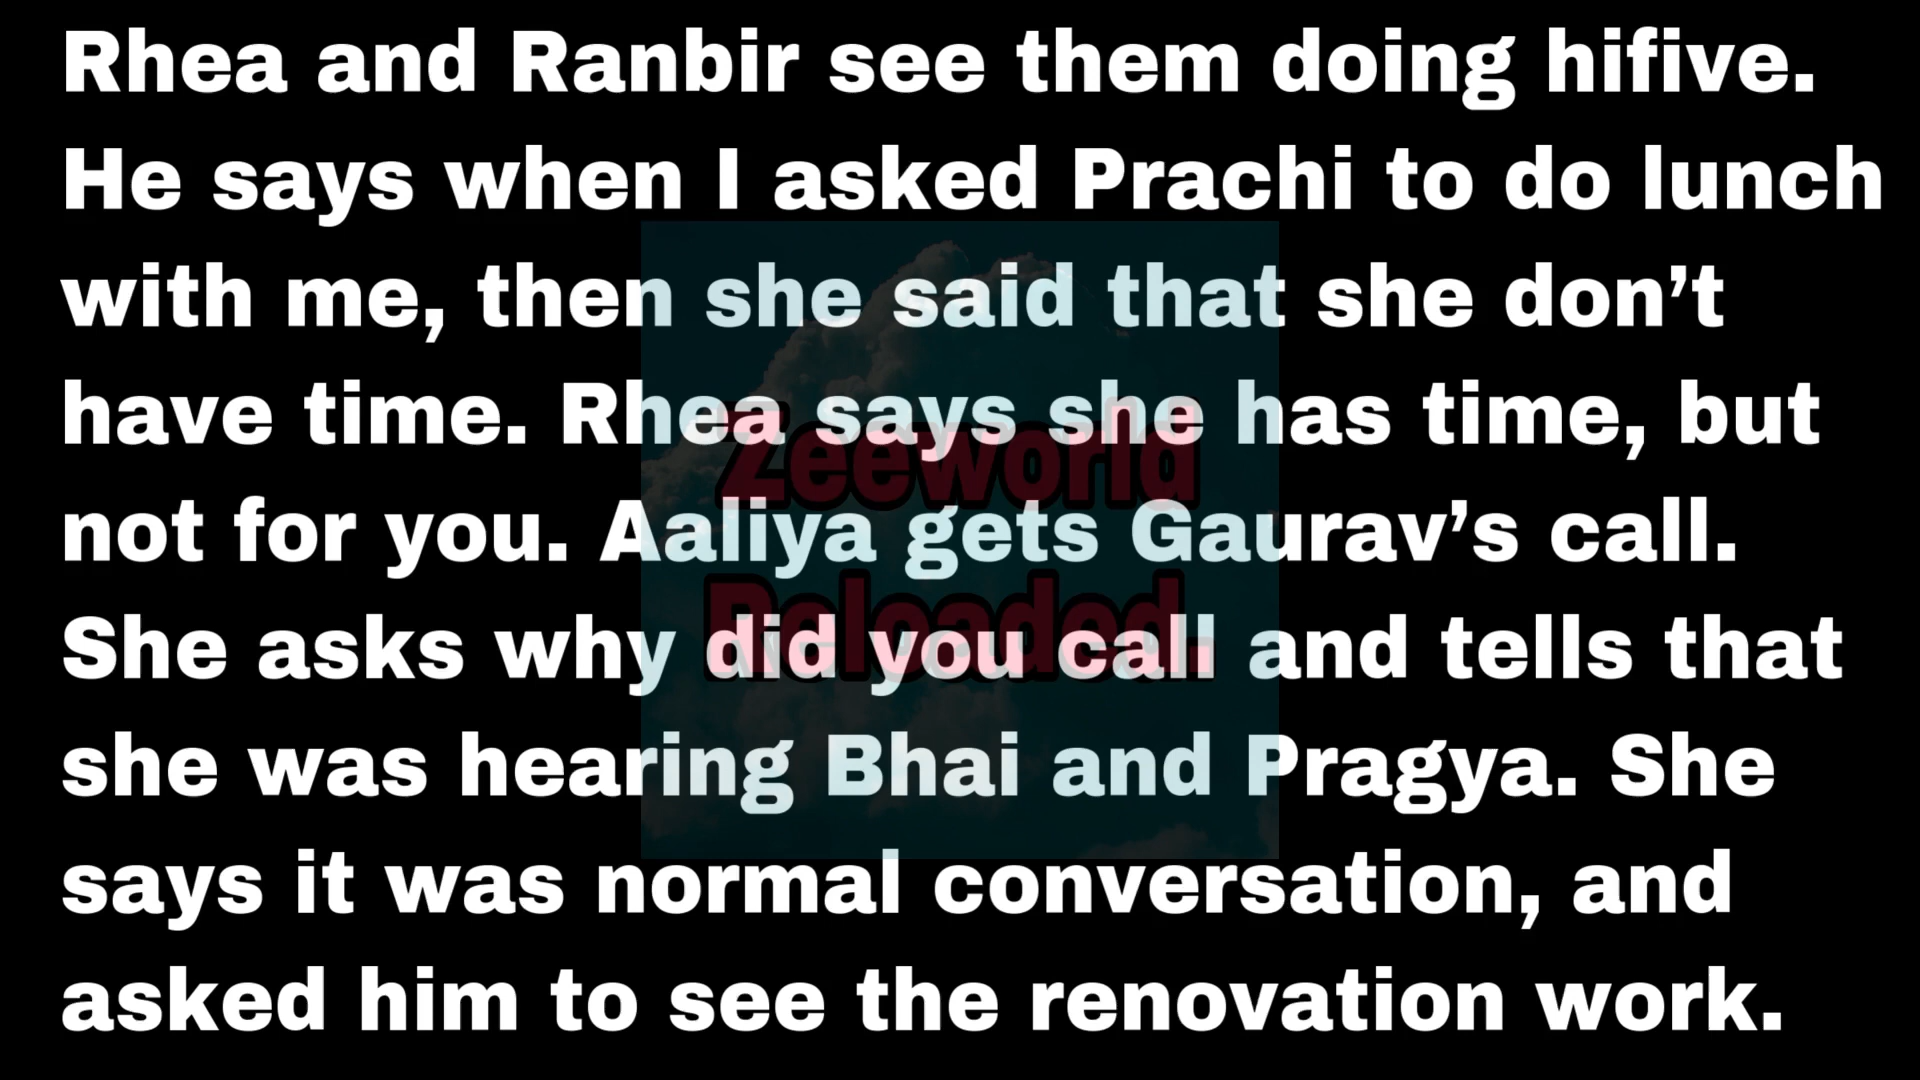 Rhea and Ranbir see them doing hifive.
He says when I asked Prachi to do lunch
with me, then she said that she don’t
have time. Rhea says she has time, but
not for you. Aaliya gets Gaurav’s call.
She asks why did you call and tells that
she was hearing Bhai and Pragya. She
says it was normal conversation, and
asked him to see the renovation work.
Zeeworld
Reloaded.